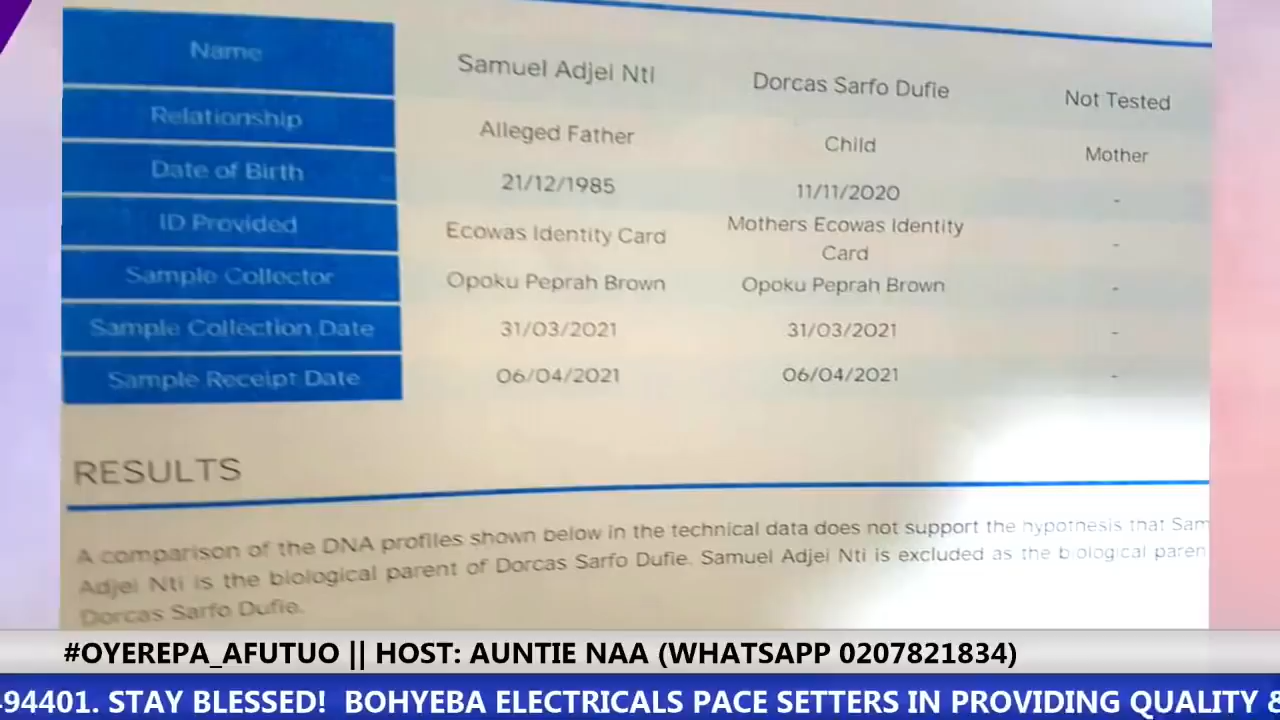 Name Samuel Adjei Nti Dorcas Sarfo Dufie Not Tested
Relationship Alleged Father Child Mother
Date of Birth 21/12/1985 11/11/2020 -
ID Provided Ecowas Identity Card Mothers Ecowas Identity Card -
Sample Collector Opoku Peprah Brown Opoku Peprah Brown -
Sample Collection Date 31/03/2021 31/03/2021 -
Sample Receipt Date 06/04/2021 06/04/2021 -
RESULTS
A comparison of the DNA profiles shown below in the technical data does not support the hypothesis that Sam
Adjei Nti is the biological parent of Dorcas Sarfo Dufie. Samuel Adjei Nti is excluded as the biological paren
Dorcas Sarfo Dufie.
#OYEREPA_AFUTUO || HOST: AUNTIE NAA (WHATSAPP 0207821834)
94401. STAY BLESSED! BOHYEBA ELECTRICALS PACE SETTERS IN PROVIDING QUALITY &